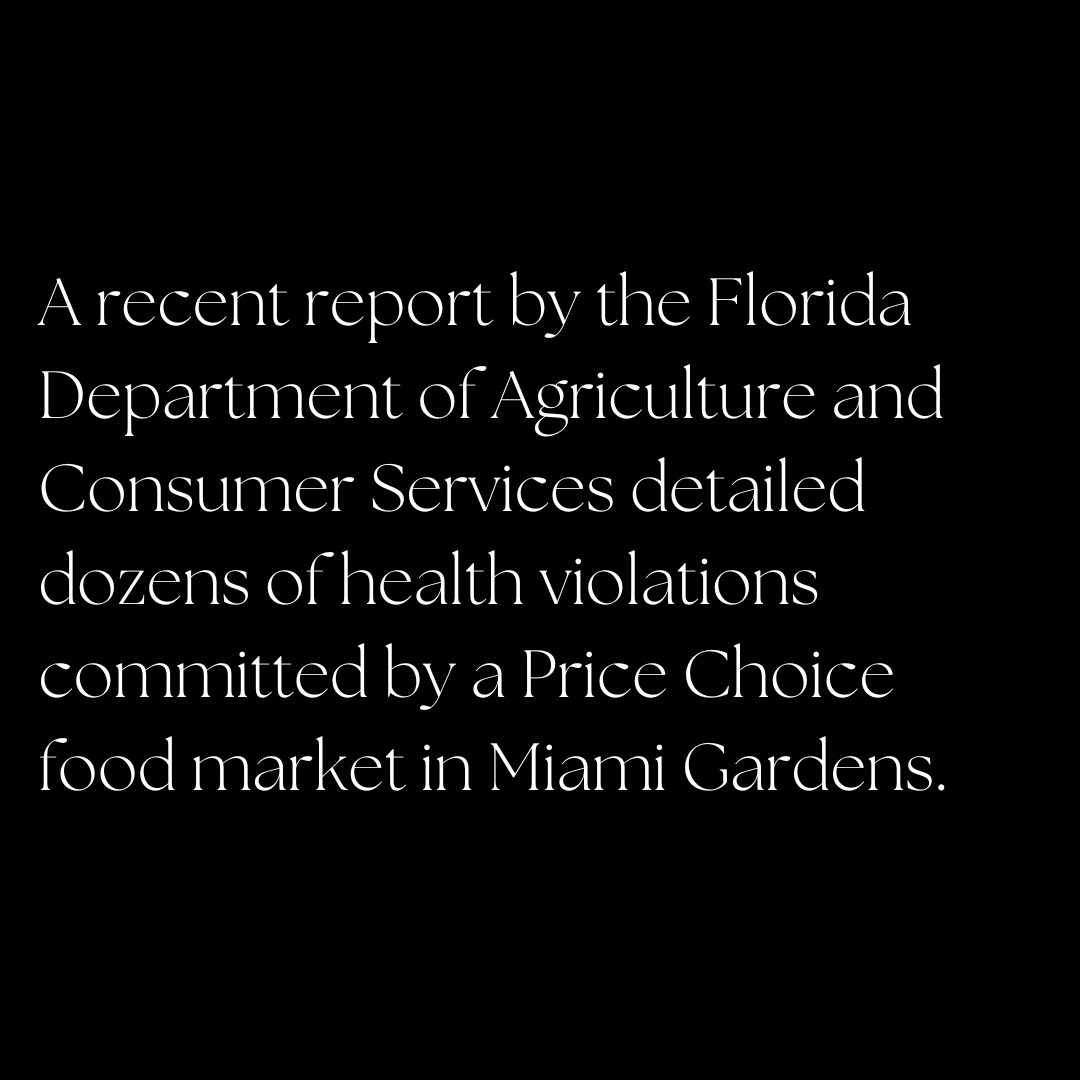 A recent report by the Florida
Department of Agriculture and
Consumer Services detailed
dozens of health violations
committed by a Price Choice
food market in Miami Gardens.